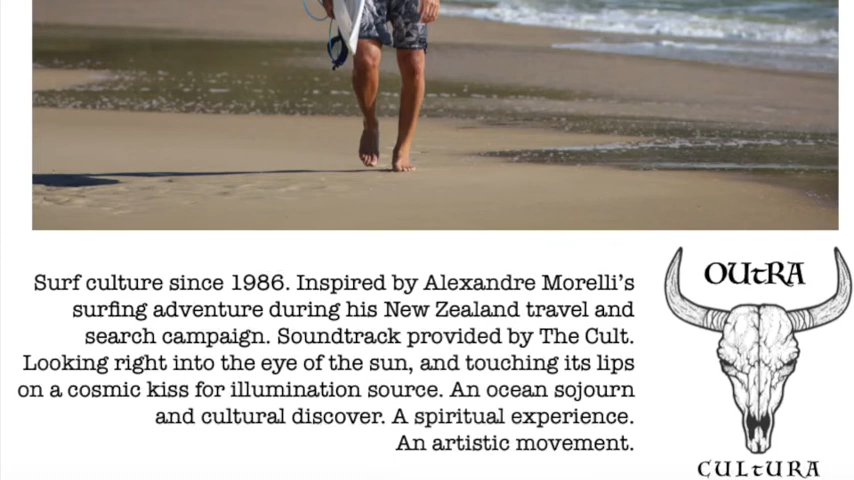 Surf culture since 1986. Inspired by Alexandre Morelli's
surfing adventure during his New Zealand travel and
search campaign. Soundtrack provided by The Cult.
Looking right into the eye of the sun, and touching its lips
on a cosmic kiss for illumination source. An ocean sojourn
and cultural discover. A spiritual experience.
An artistic movement.
OUtRA
CULtURA